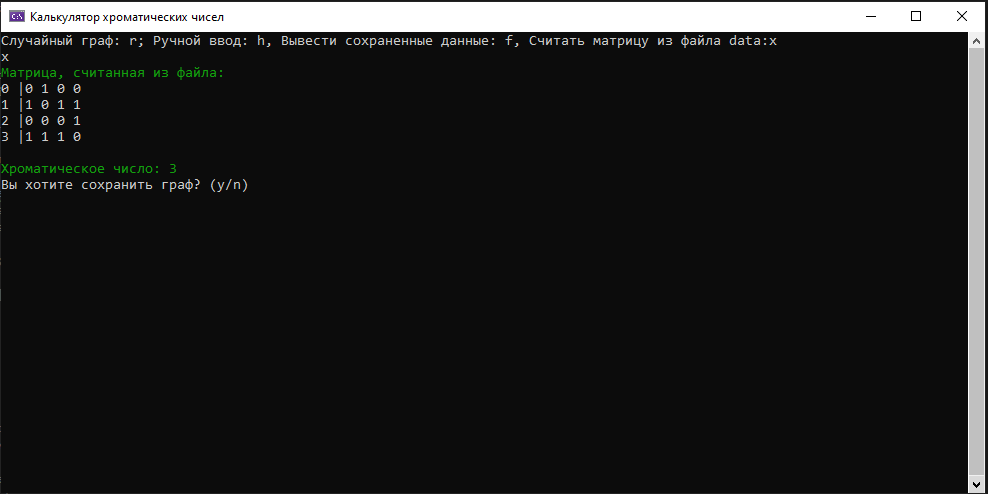 C:\ Калькулятор хроматических чисел
Случайный граф: r; Ручной ввод: h, Вывести сохраненные данные: f, Считать матрицу из файла data:x
x
Матрица, считанная из файла:
0 |0 1 0 0
1 |1 0 1 1
2 |0 0 0 1
3 |1 1 1 0
Хроматическое число: 3
Вы хотите сохранить граф? (y/n)